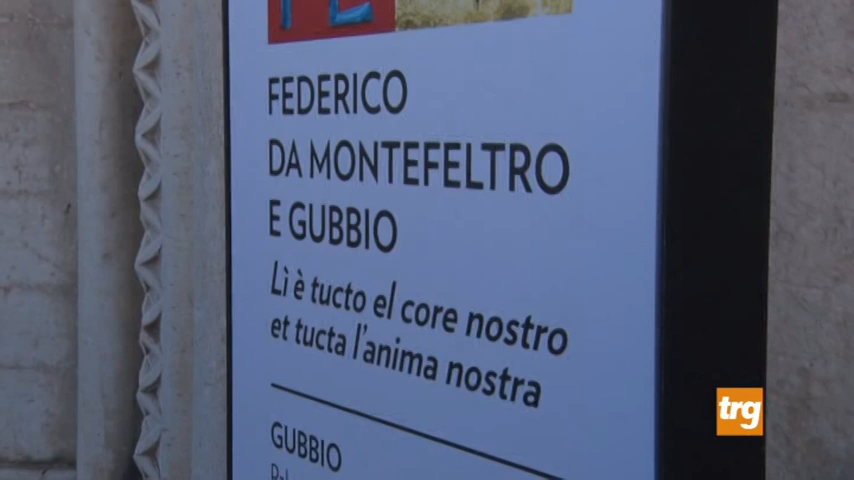 FEDERICO
DA MONTEFELTRO
E GUBBIO
Lì è tucto el core nostro
et tucta l'anima nostra
GUBBIO
trg